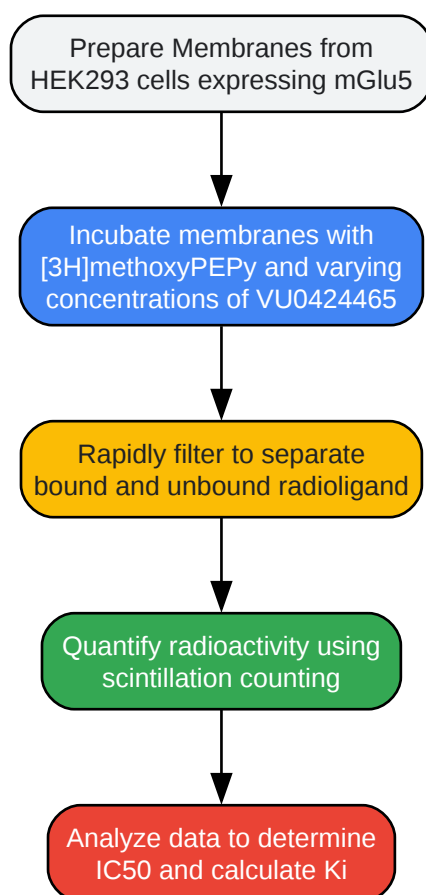 Prepare Membranes from
HEK293 cells expressing mGlu5
Incubate membranes with
[3H]methoxyPEPy and varying
concentrations of VU0424465
Rapidly filter to separate
bound and unbound radioligand
Quantify radioactivity using
scintillation counting
Analyze data to determine
IC50 and calculate Ki